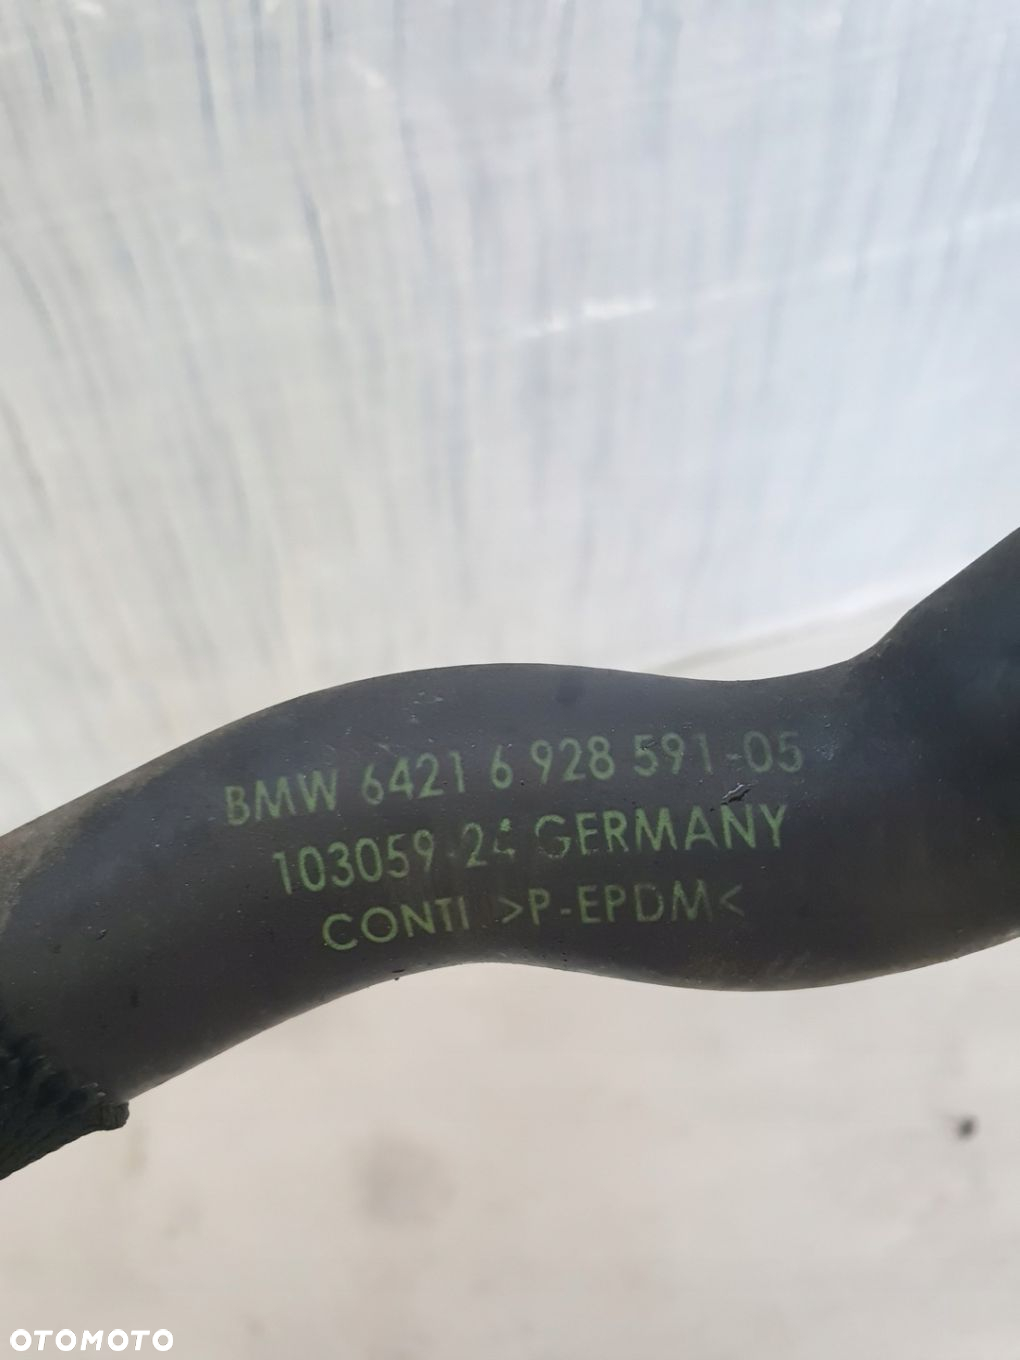 BMW 6421 6 928 591-05
103059-24 GERMANY
CONTI >P-EPDM<
OTOMOTO